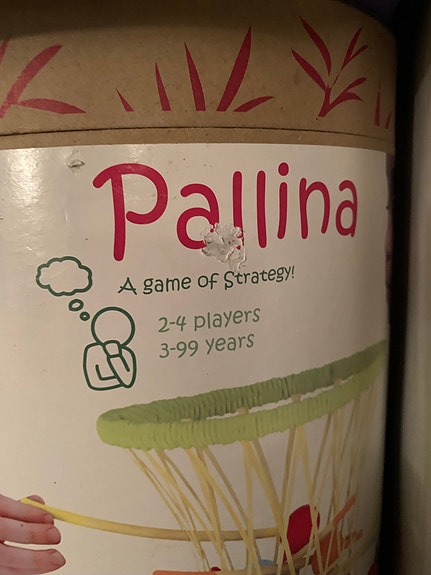 Pallina
A game of Strategy!
2-4 players
3-99 years